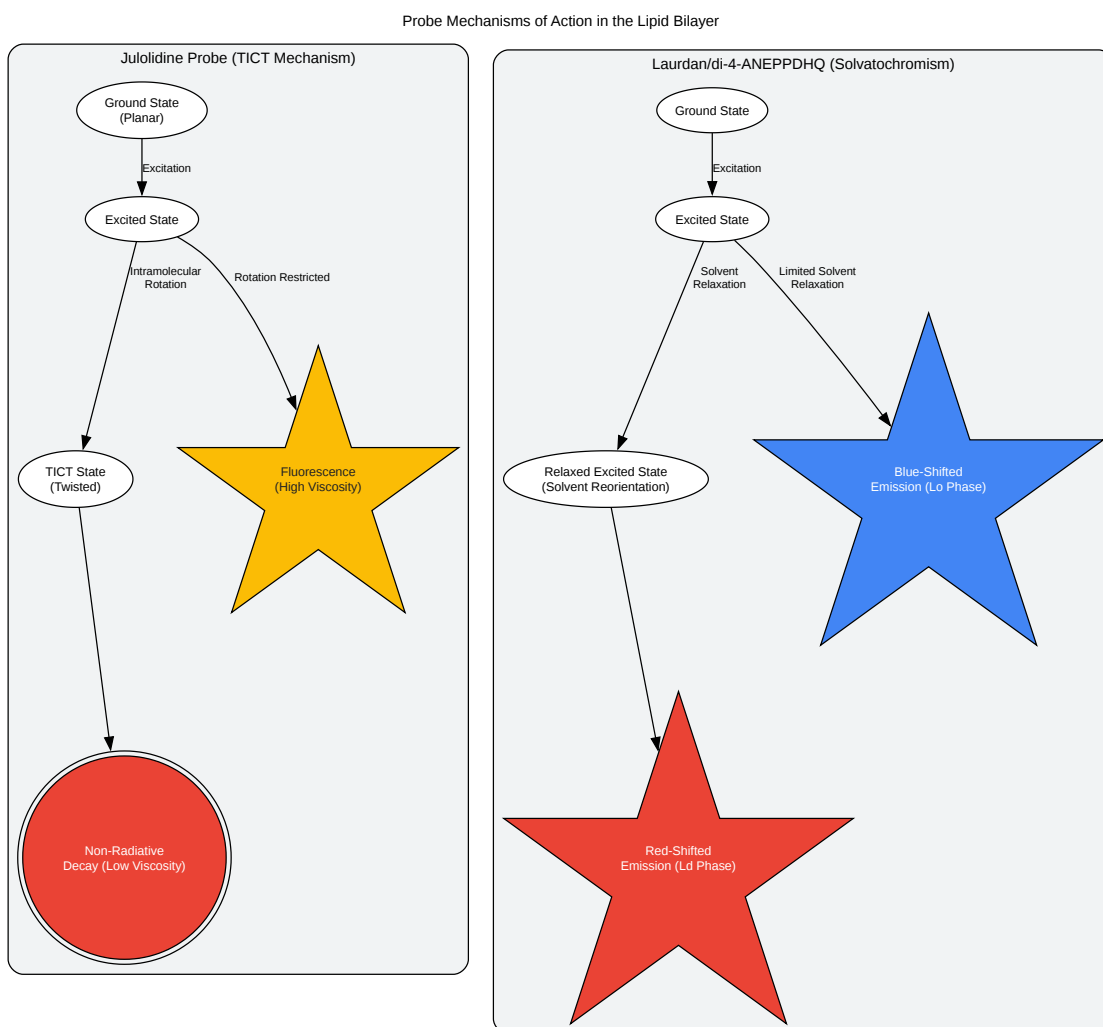 Probe Mechanisms of Action in the Lipid Bilayer
Julolidine Probe (TICT Mechanism)
Ground State
(Planar)
Excitation
Excited State
Intramolecular
Rotation
Rotation Restricted
TICT State
(Twisted)
Fluorescence
(High Viscosity)
Non-Radiative
Decay (Low Viscosity)
Laurdan/di-4-ANEPPDHQ (Solvatochromism)
Ground State
Excitation
Excited State
Solvent
Relaxation
Limited Solvent
Relaxation
Relaxed Excited State
(Solvent Reorientation)
Blue-Shifted
Emission (Lo Phase)
Red-Shifted
Emission (Ld Phase)